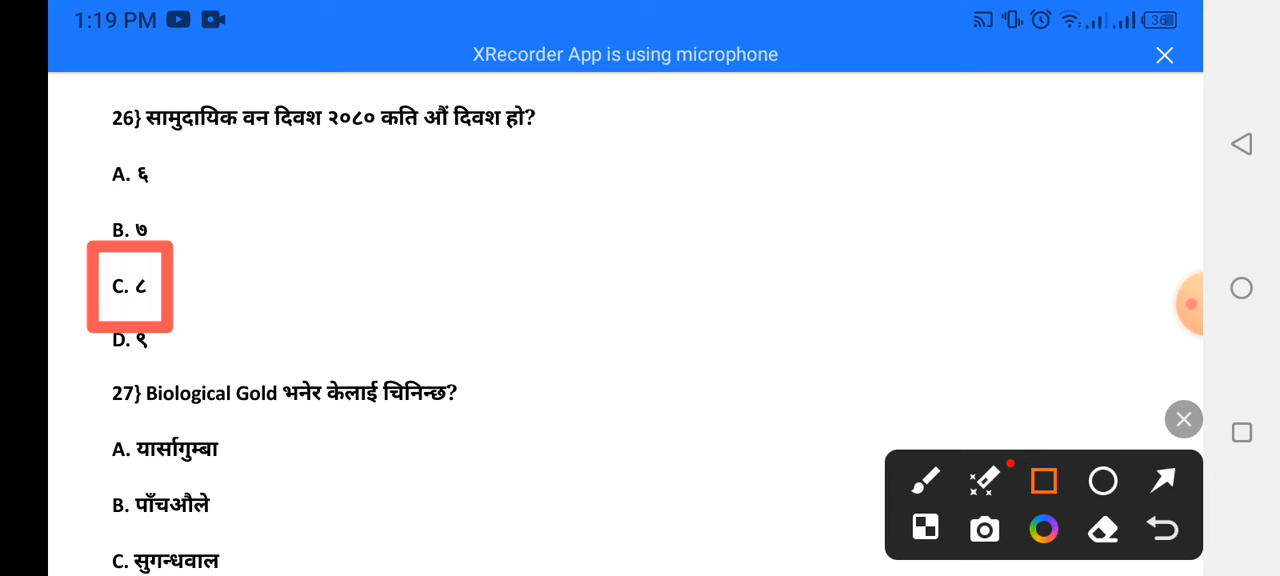 1:19 PM
36
XRecorder App is using microphone
26} सामुदायिक वन दिवश २०८० कति औं दिवश हो?
A. ६
B. ७
C. ८
D. ९
27} Biological Gold भनेर केलाई चिनिन्छ?
A. यार्सागुम्बा
B. पाँचऔले
C. सुगन्धवाल